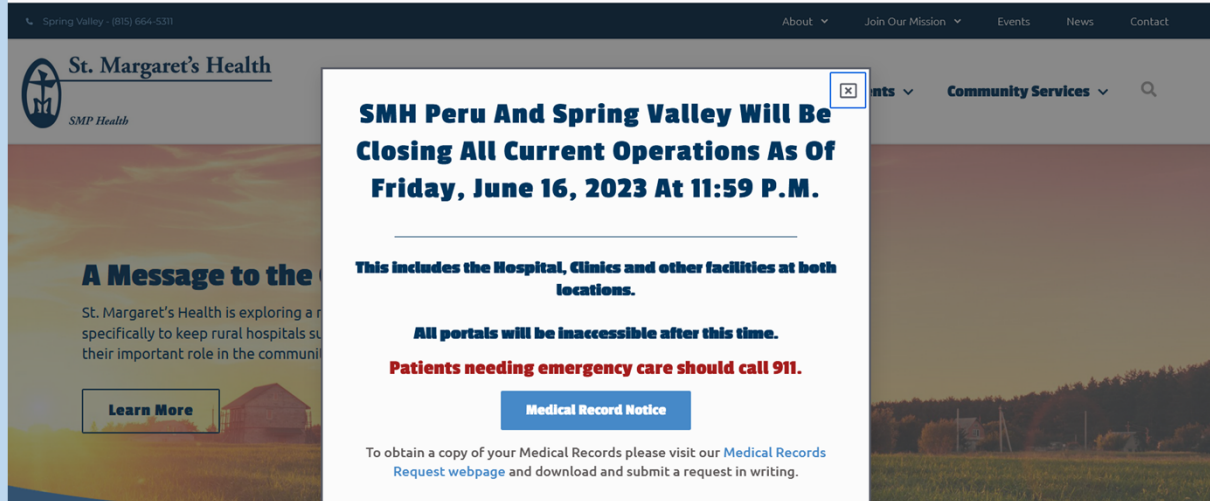 Spring Valley - (815) 664-5311
About
Join Our Mission
Events
News
Contact
St. Margaret's Health
SMP Health
Community Services
SMH Peru And Spring Valley Will Be
Closing All Current Operations As Of
Friday, June 16, 2023 At 11:59 P.M.
This includes the Hospital, Clinics and other facilities at both
locations.
All portals will be inaccessible after this time.
Patients needing emergency care should call 911.
Medical Record Notice
To obtain a copy of your Medical Records please visit our Medical Records
Request webpage and download and submit a request in writing.
A Message to the
St. Margaret's Health is exploring a
specifically to keep rural hospitals
their important role in the
Learn More